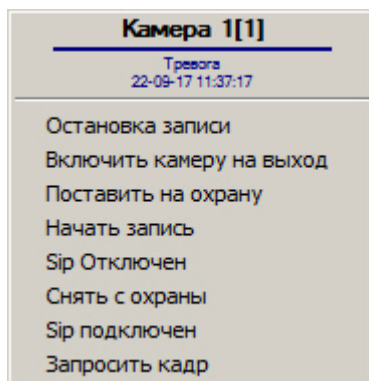 Камера 1[1]
Тревога
22-09-17 11:37:17
Остановка записи
Включить камеру на выход
Поставить на охрану
Начать запись
Sip Отключен
Снять с охраны
Sip подключен
Запросить кадр